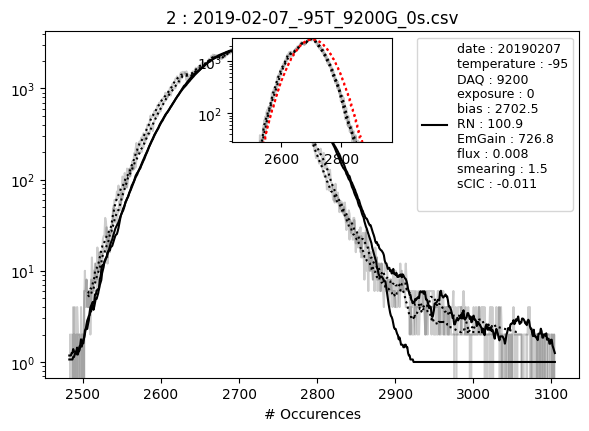 2 : 2019-02-07_-95T_9200G_0s.csv
10³
10²
10¹
10⁰
10³
10²
2600 2800
date : 20190207
temperature : -95
DAQ : 9200
exposure : 0
bias : 2702.5
RN : 100.9
EmGain : 726.8
flux : 0.008
smearing : 1.5
sCIC : -0.011
2500 2600 2700 2800 2900 3000 3100
# Occurences